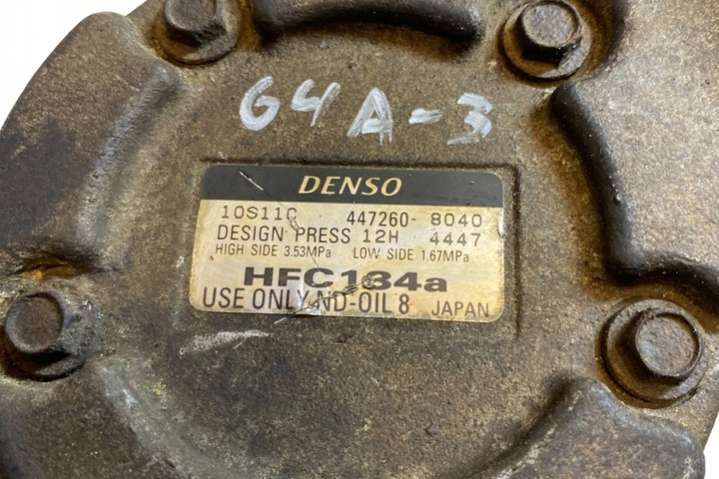 G4A-3
DENSO
10S11C 447260-8040
DESIGN PRESS 12H 4447
HIGH SIDE 3.53MPa LOW SIDE 1.67MPa
HFC134a
USE ONLY ND-OIL 8 JAPAN